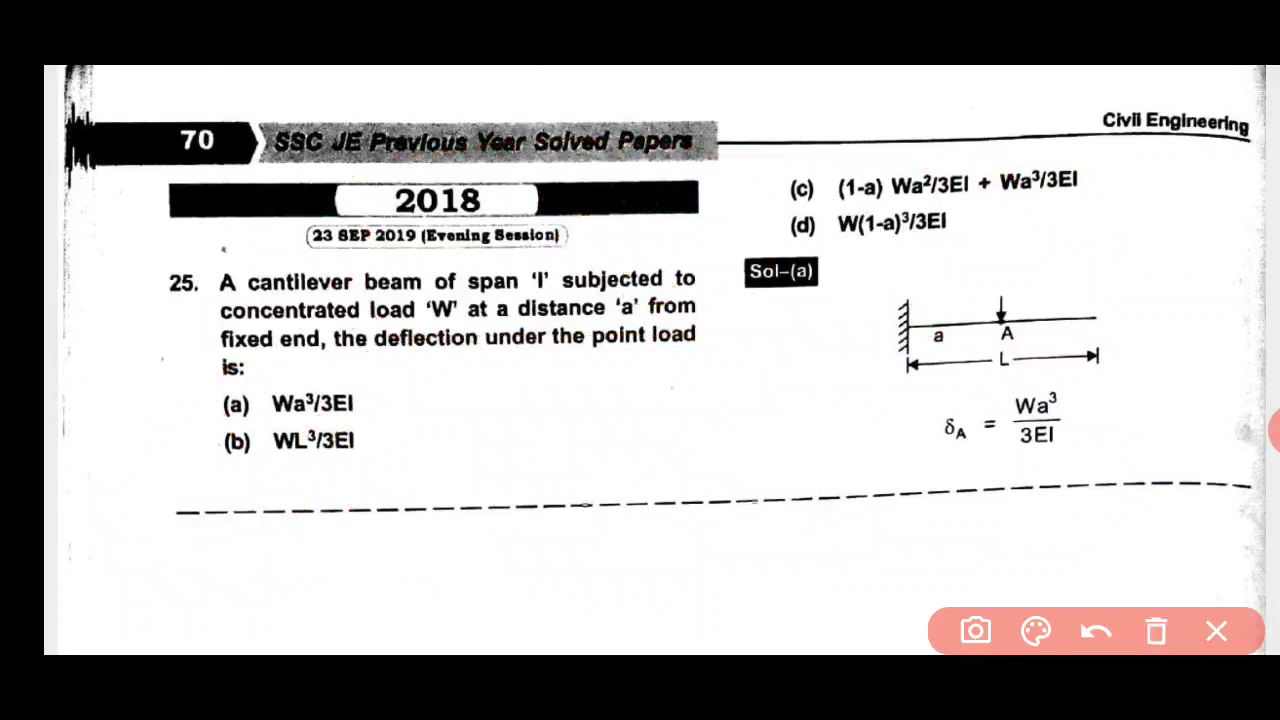 70
SSC JE Previous Year Solved Papers
Civil Engineering
2018
23 SEP 2019 (Evening Session)
25. A cantilever beam of span 'l' subjected to
concentrated load 'W' at a distance 'a' from
fixed end, the deflection under the point load
is:
(a) Wa³/3EI
(b) WL³/3EI
(c) (1-a) Wa²/3EI + Wa³/3EI
(d) W(1-a)³/3EI
Sol–(a)
a
A
L
δA = Wa³
3EI